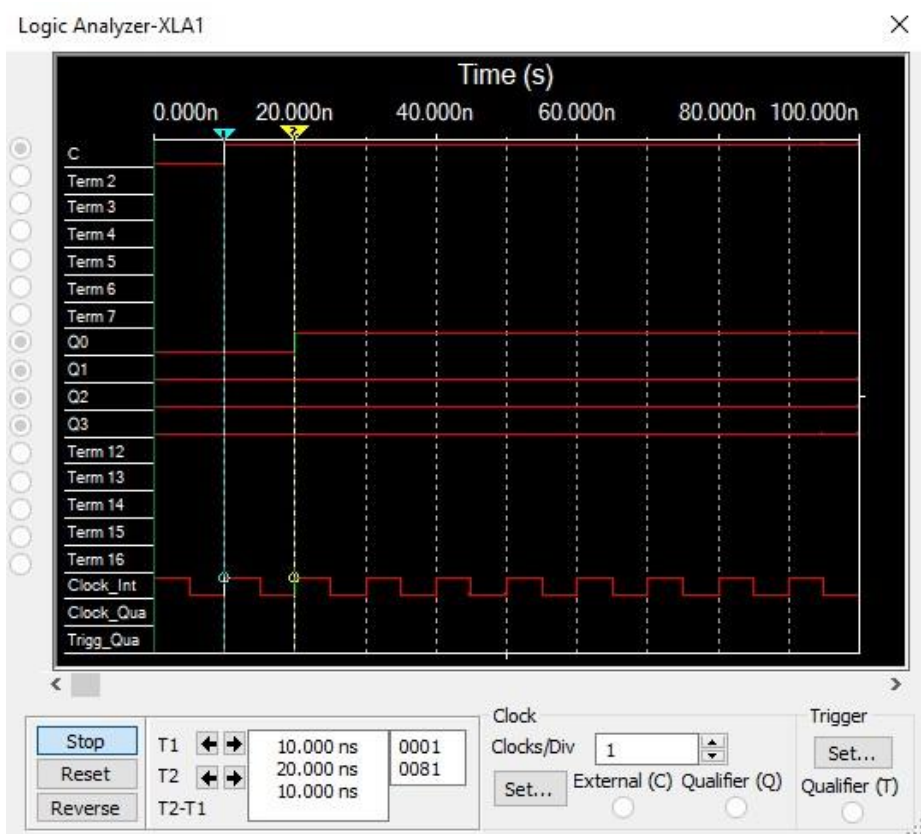 Logic Analyzer-XLA1
Time (s)
0.000n 20.000n 40.000n 60.000n 80.000n 100.000n
1 2
C
Term 2
Term 3
Term 4
Term 5
Term 6
Term 7
Q0
Q1
Q2
Q3
Term 12
Term 13
Term 14
Term 15
Term 16
Clock_Int
Clock_Qua
Trigg_Qua
Stop
Reset
Reverse
T1 10.000 ns 0001
T2 20.000 ns 0081
T2-T1 10.000 ns
Clock
Clocks/Div 1
Set... External (C) Qualifier (Q)
Trigger
Set...
Qualifier (T)